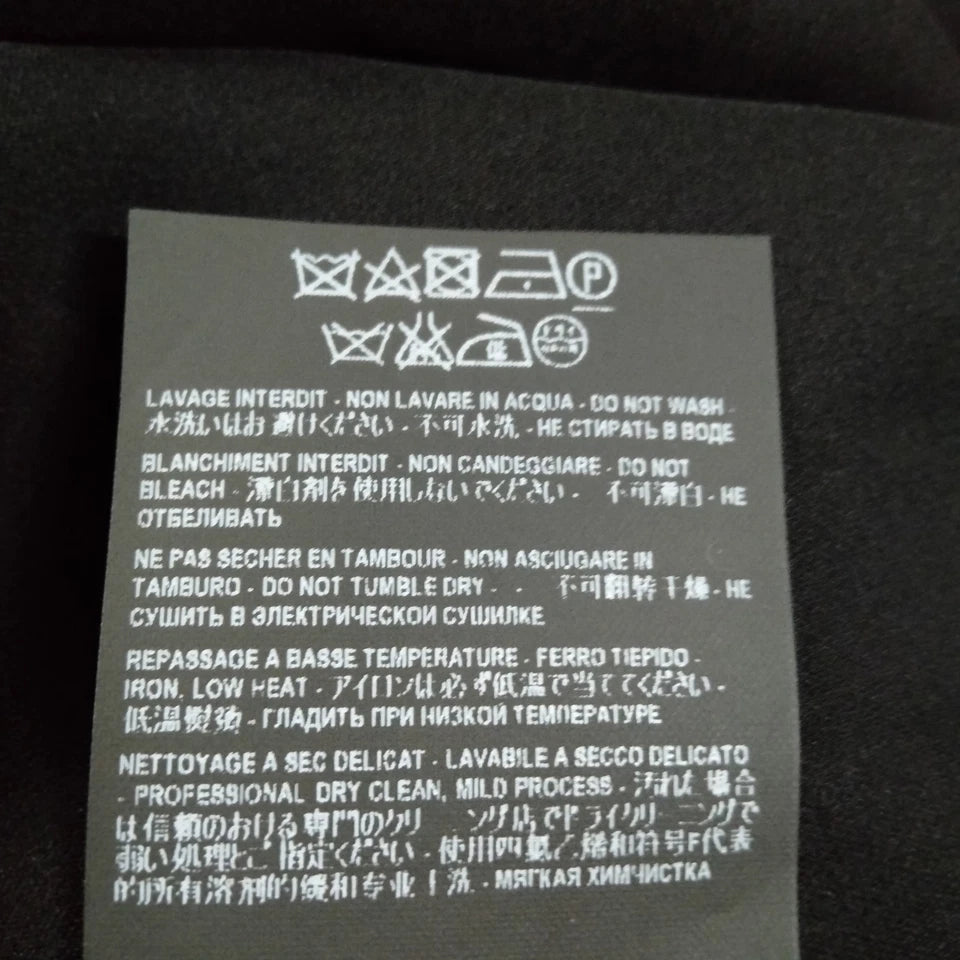 P
低
LAVAGE INTERDIT - NON LAVARE IN ACQUA - DO NOT WASH -
水洗いはお避けください - 不可水洗 - НЕ СТИРАТЬ В ВОДЕ
BLANCHIMENT INTERDIT - NON CANDEGGIARE - DO NOT
BLEACH - 漂白剤を使用しないでください - 不可漂白 - НЕ
ОТБЕЛИВАТЬ
NE PAS SECHER EN TAMBOUR - NON ASCIUGARE IN
TAMBURO - DO NOT TUMBLE DRY - - 不可翻转干燥 - НЕ
СУШИТЬ В ЭЛЕКТРИЧЕСКОЙ СУШИЛКЕ
REPASSAGE A BASSE TEMPERATURE - FERRO TIEPIDO -
IRON, LOW HEAT - アイロンは必ず低温で当ててください -
低温熨烫 - ГЛАДИТЬ ПРИ НИЗКОЙ ТЕМПЕРАТУРЕ
NETTOYAGE A SEC DELICAT - LAVABILE A SECCO DELICATO
- PROFESSIONAL DRY CLEAN, MILD PROCESS - 汚れた場合
は信頼のおける専門のクリーニング店でドライクリーニングで
弱い処理とご指定ください - 使用四氯乙烯和符号F代表
的所有溶剂的缓和专业干洗 - МЯГКАЯ ХИМЧИСТКА